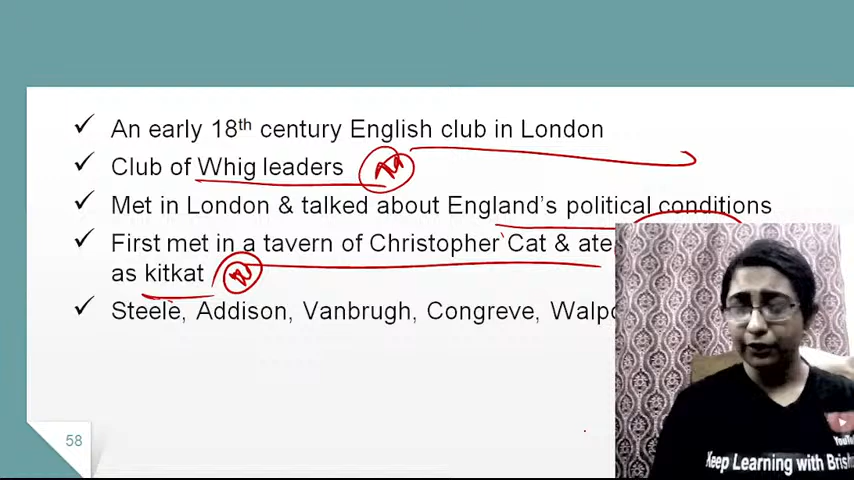 An early 18th century English club in London
Club of Whig leaders
Met in London & talked about England's political conditions
First met in a tavern of Christopher Cat & ate
as kitkat
Steele, Addison, Vanbrugh, Congreve,
58
YouT
Keep Learning with Brish